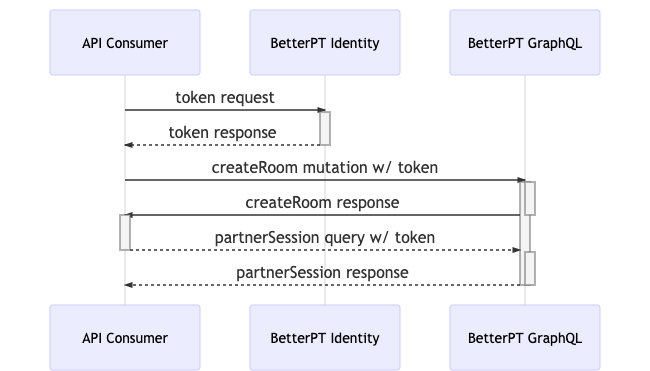 API Consumer
BetterPT Identity
BetterPT GraphQL
token request
token response
createRoom mutation w/ token
createRoom response
partnerSession query w/ token
partnerSession response
API Consumer
BetterPT Identity
BetterPT GraphQL